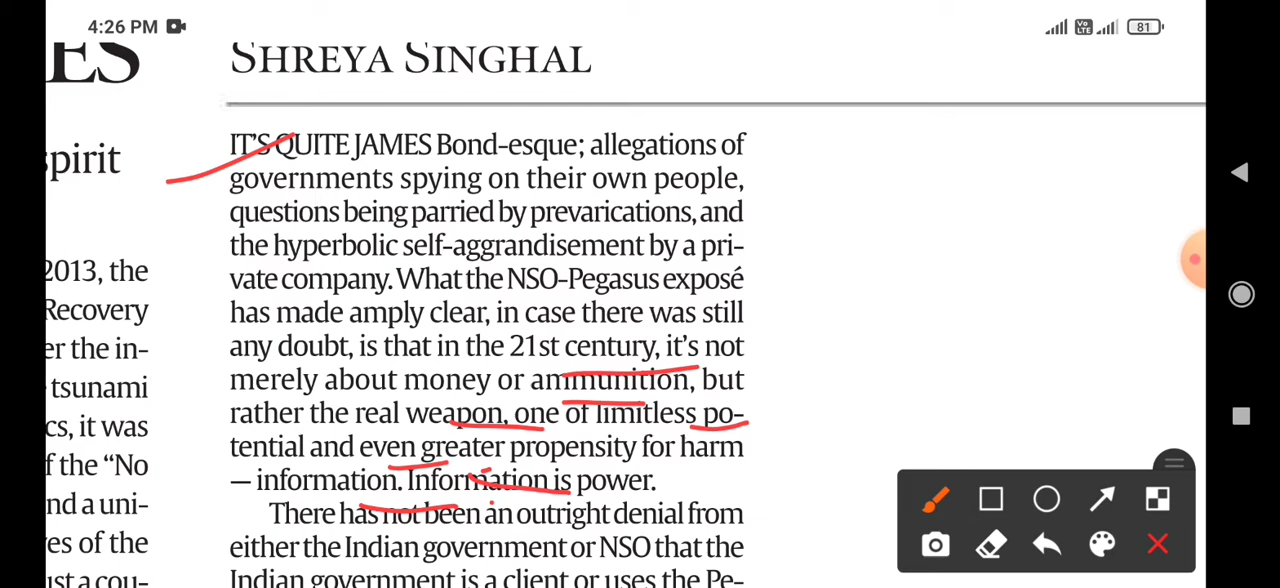 4:26 PM
Vo LTE
81
ES
SHREYA SINGHAL
spirit
IT'S QUITE JAMES Bond-esque; allegations of
governments spying on their own people,
questions being parried by prevarications, and
the hyperbolic self-aggrandisement by a pri-
vate company. What the NSO-Pegasus exposé
has made amply clear, in case there was still
any doubt, is that in the 21st century, it's not
merely about money or ammunition, but
rather the real weapon, one of limitless po-
tential and even greater propensity for harm
— information. Information is power.
There has not been an outright denial from
either the Indian government or NSO that the
Indian government is a client or uses the Pe-
2013, the
Recovery
er the in-
tsunami
cs, it was
f the "No
nd a uni-
es of the
ust a cou-